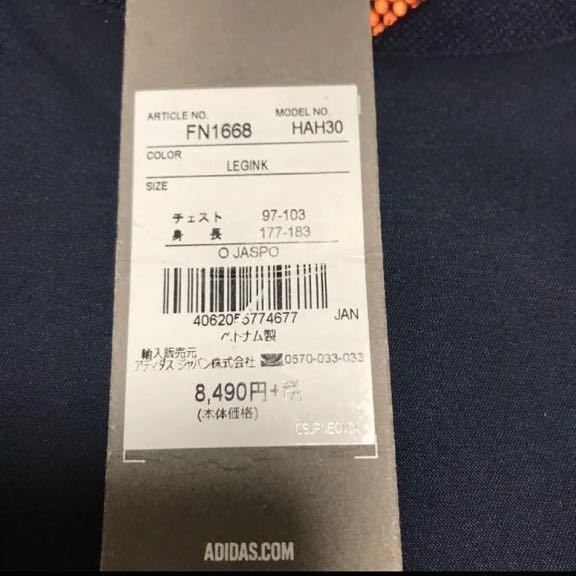 ARTICLE NO. MODEL NO.
FN1668 HAH30
COLOR
LEGINK
SIZE
チェスト 97-103
身 長 177-183
O JASPO
4062055774677 JAN
ベトナム製
輸入販売元
アディダス ジャパン株式会社 0570-033-033
8,490円+税
(本体価格)
ADIDAS.COM